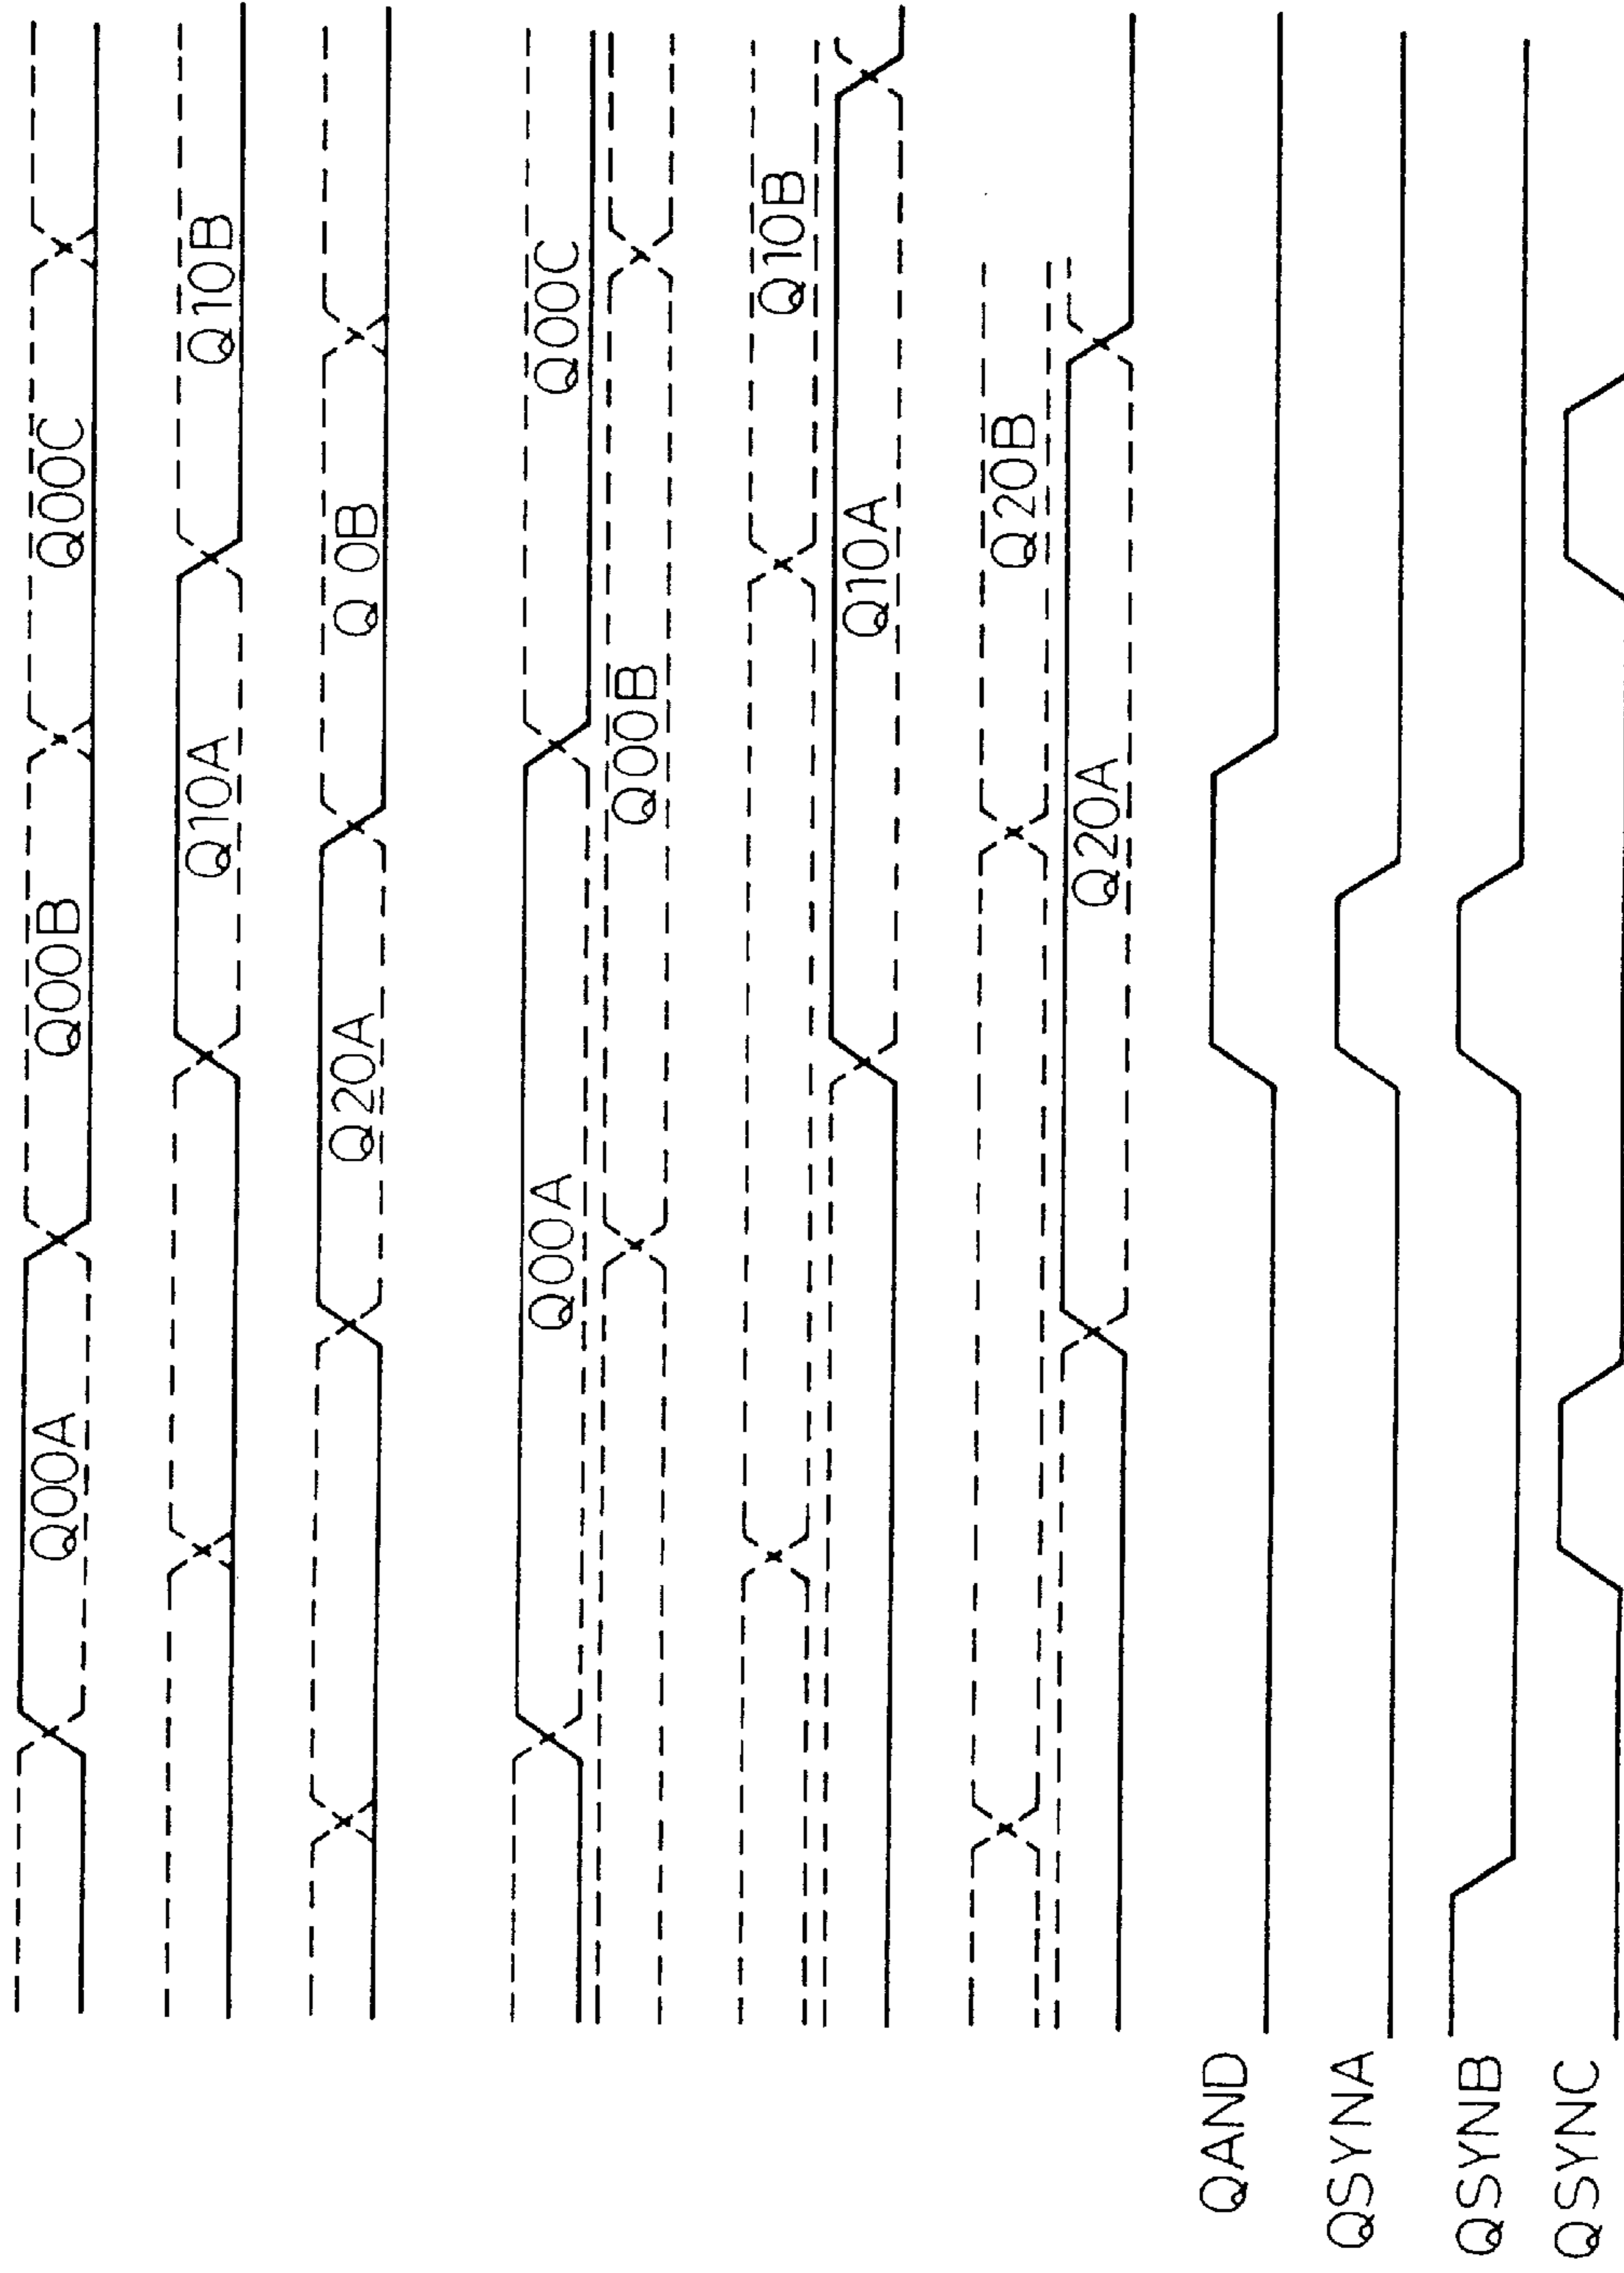 Q00A Q00B Q00C
Q10A Q10B
Q20A Q 0B
Q00A Q00C
Q00B
Q10B
Q10A
Q20B
Q20A
QAND
QSYNA
QSYNB
QSYNC